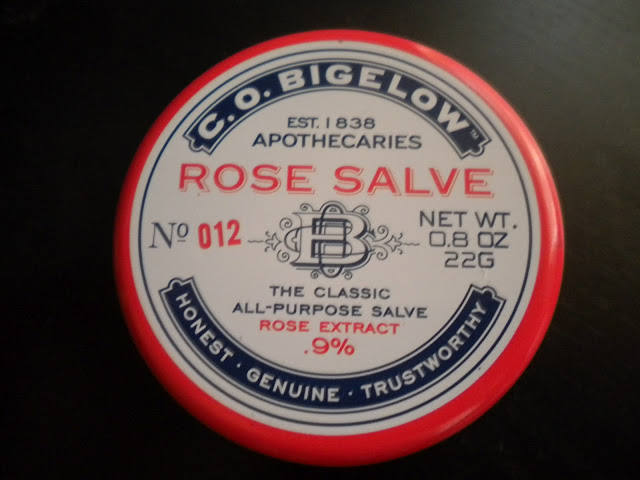 C.O. BIGELOW™
EST. 1838
APOTHECARIES
ROSE SALVE
Nº 012
NET WT.
0.8 OZ
22G
THE CLASSIC
ALL-PURPOSE SALVE
ROSE EXTRACT
.9%
HONEST · GENUINE · TRUSTWORTHY